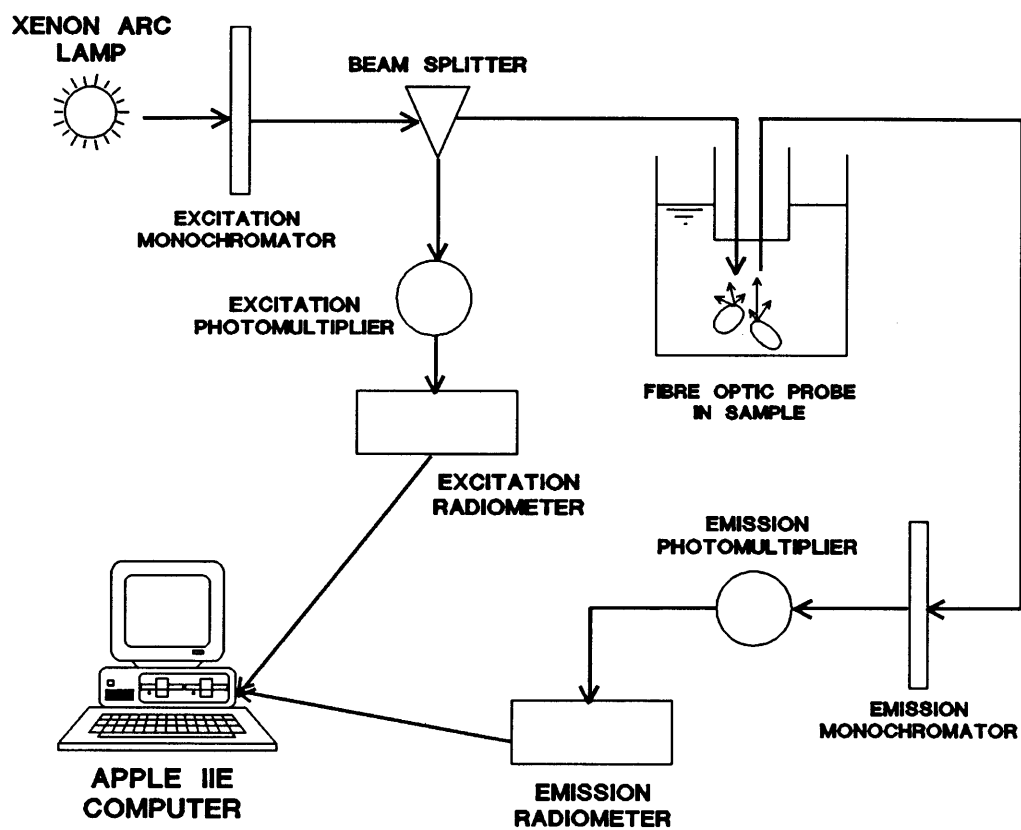 XENON ARC
LAMP
BEAM SPLITTER
EXCITATION
MONOCHROMATOR
EXCITATION
PHOTOMULTIPLIER
FIBRE OPTIC PROBE
IN SAMPLE
EXCITATION
RADIOMETER
EMISSION
PHOTOMULTIPLIER
EMISSION
MONOCHROMATOR
APPLE IIE
COMPUTER
EMISSION
RADIOMETER